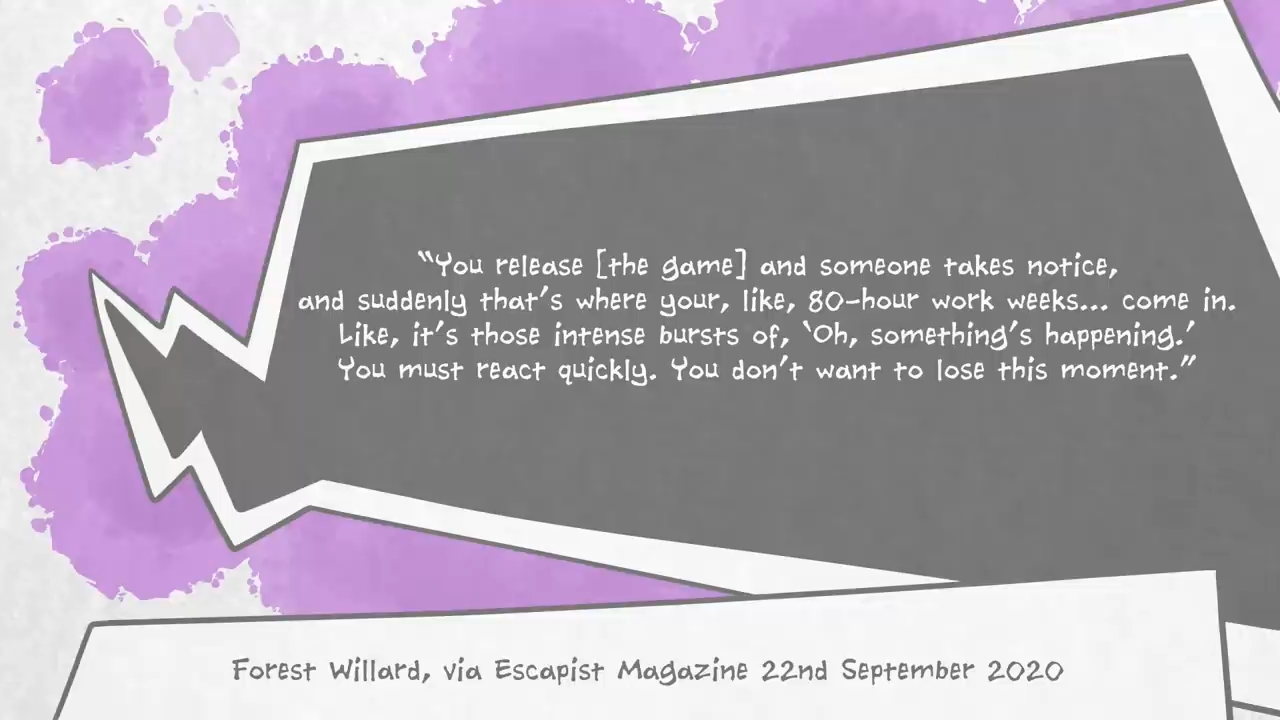 “You release [the game] and someone takes notice,
and suddenly that’s where your, like, 80-hour work weeks... come in.
Like, it’s those intense bursts of, ‘Oh, something’s happening.’
You must react quickly. You don’t want to lose this moment.”
Forest Willard, via Escapist Magazine 22nd September 2020